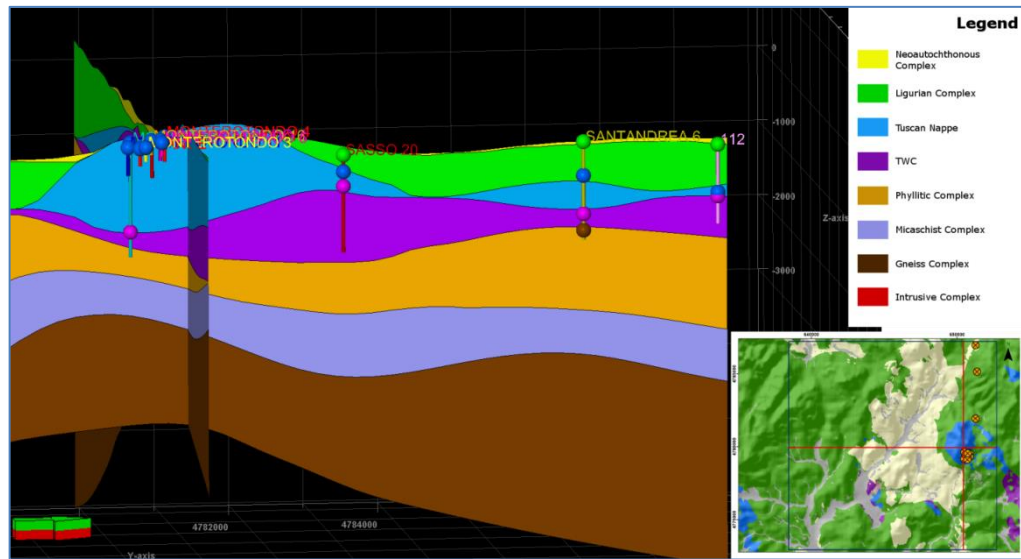 Legend
Neoautochthonous
Complex
Ligurian Complex
Tuscan Nappe
TWC
Phyllitic Complex
Micaschist Complex
Gneiss Complex
Intrusive Complex
0
-1000
-2000
Z-axis
-3000
MONTEROTONDO 3
SASSO 20
SANTANDREA 6
4782000
4784000
Y-axis